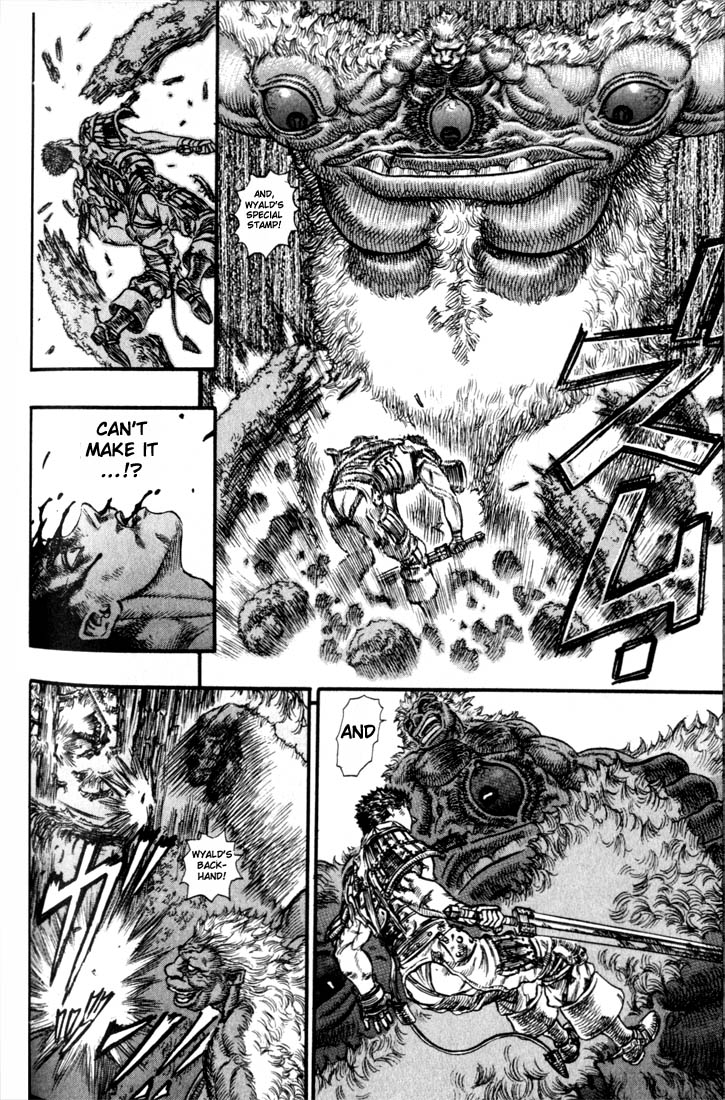 AND,
WYALD'S
SPECIAL
STAMP!
CAN'T
MAKE IT
...!?
AND
WYALD'S
BACK-
HAND!